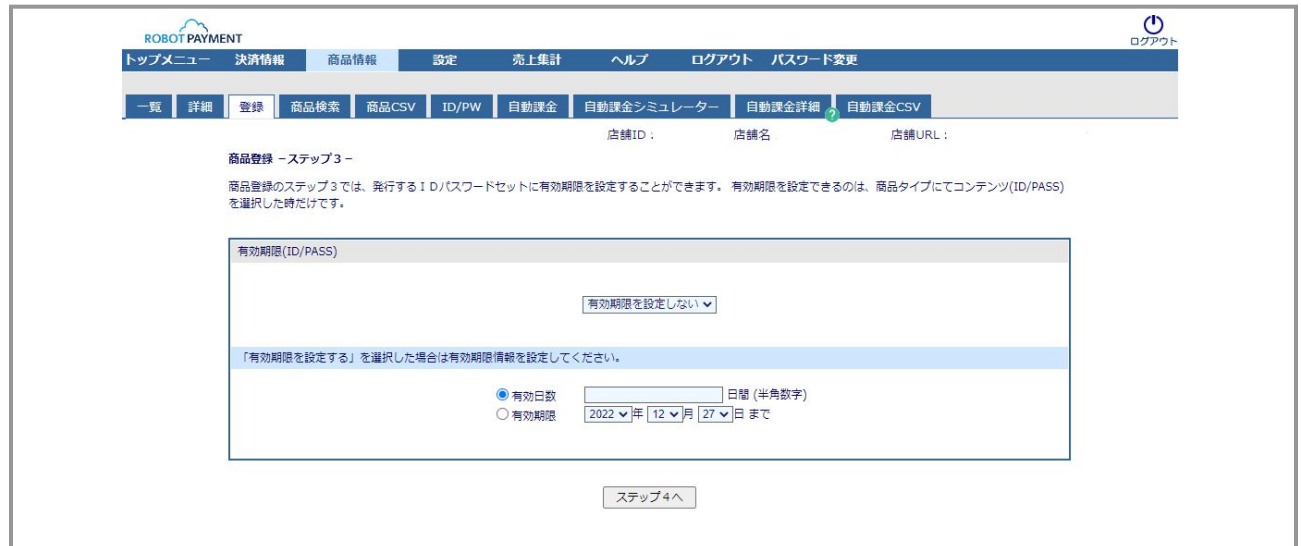 ROBOT PAYMENT
ログアウト
トップメニュー 決済情報 商品情報 設定 売上集計 ヘルプ ログアウト パスワード変更
一覧 詳細 登録 商品検索 商品CSV ID/PW 自動課金 自動課金シミュレーター 自動課金詳細 ? 自動課金CSV
店舗ID： 店舗名 店舗URL：
商品登録 －ステップ３－
商品登録のステップ３では、発行するＩＤパスワードセットに有効期限を設定することができます。 有効期限を設定できるのは、商品タイプにてコンテンツ(ID/PASS)
を選択した時だけです。
有効期限(ID/PASS)
有効期限を設定しない
「有効期限を設定する」を選択した場合は有効期限情報を設定してください。
有効日数 日間 (半角数字)
有効期限 2022 年 12 月 27 日 まで
ステップ４へ